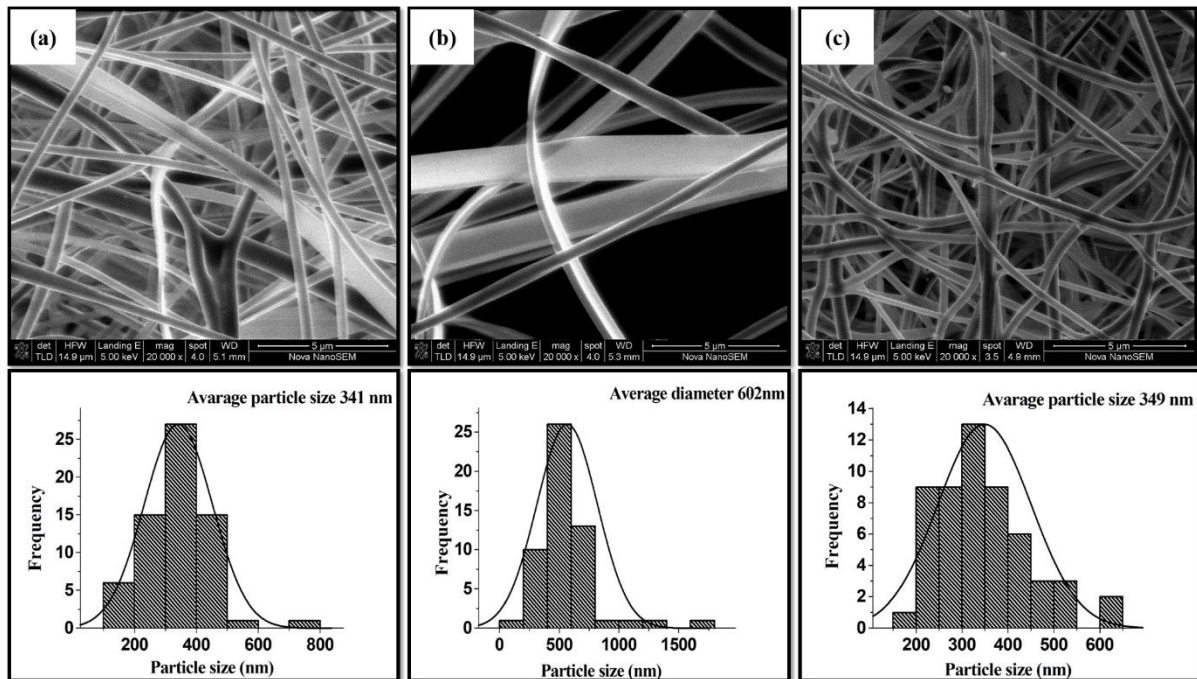 (a)
det HFW Landing E mag spot WD 5 µm
TLD 14.9 µm 5.00 keV 20 000 x 4.0 5.1 mm Nova NanoSEM
(b)
det HFW Landing E mag spot WD 5 µm
TLD 14.9 µm 5.00 keV 20 000 x 4.0 5.3 mm Nova NanoSEM
(c)
det HFW Landing E mag spot WD 5 µm
TLD 14.9 µm 5.00 keV 20 000 x 3.5 4.9 mm Nova NanoSEM
Avarage particle size 341 nm
25
20
15
10
5
0
Frequency
200 400 600 800
Particle size (nm)
Average diameter 602nm
25
20
15
10
5
0
Frequency
0 500 1000 1500
Particle size (nm)
Avarage particle size 349 nm
14
12
10
8
6
4
2
0
Frequency
200 300 400 500 600
Particle size (nm)